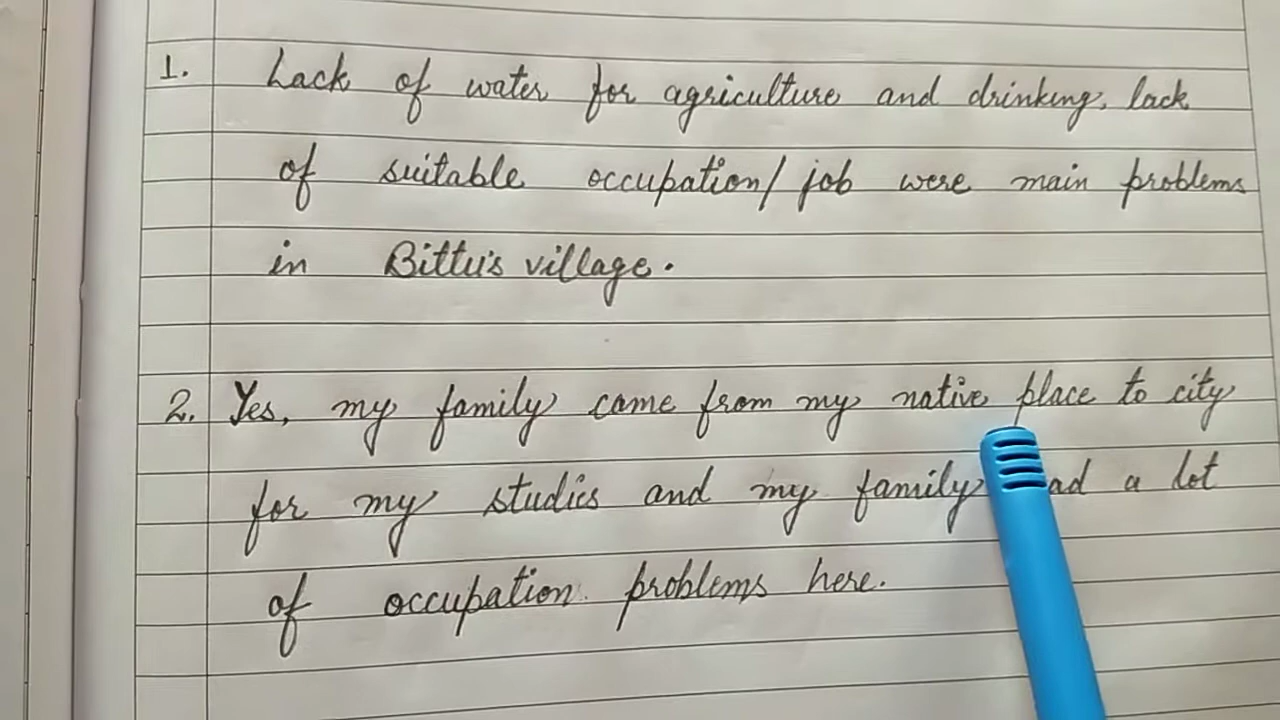 1. Lack of water for agriculture and drinking, lack
of suitable occupation/ job were main problems
in Bittu's village.
2. Yes, my family came from my native place to city
for my studies and my family ad a lot
of occupation problems here.